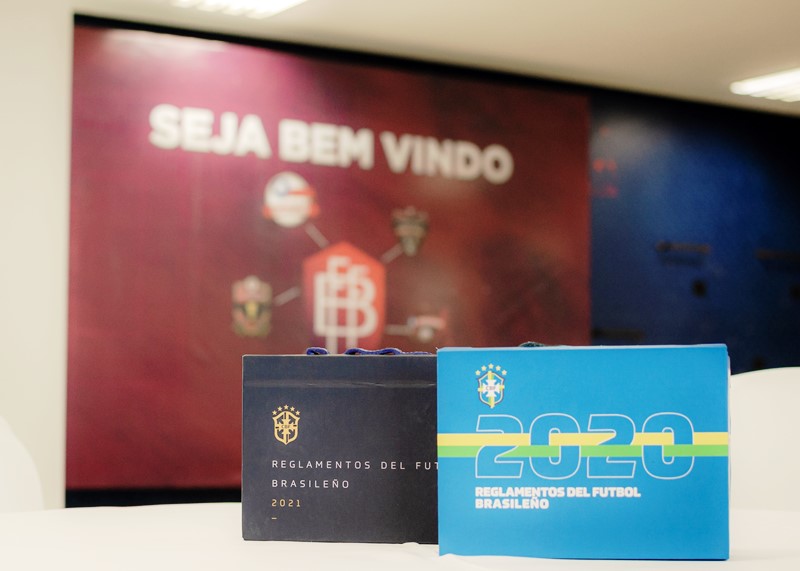 SEJA BEM VINDO
REGLAMENTOS DEL FUT
BRASILEÑO
2021
2020
REGLAMENTOS DEL FUTBOL
BRASILEÑO